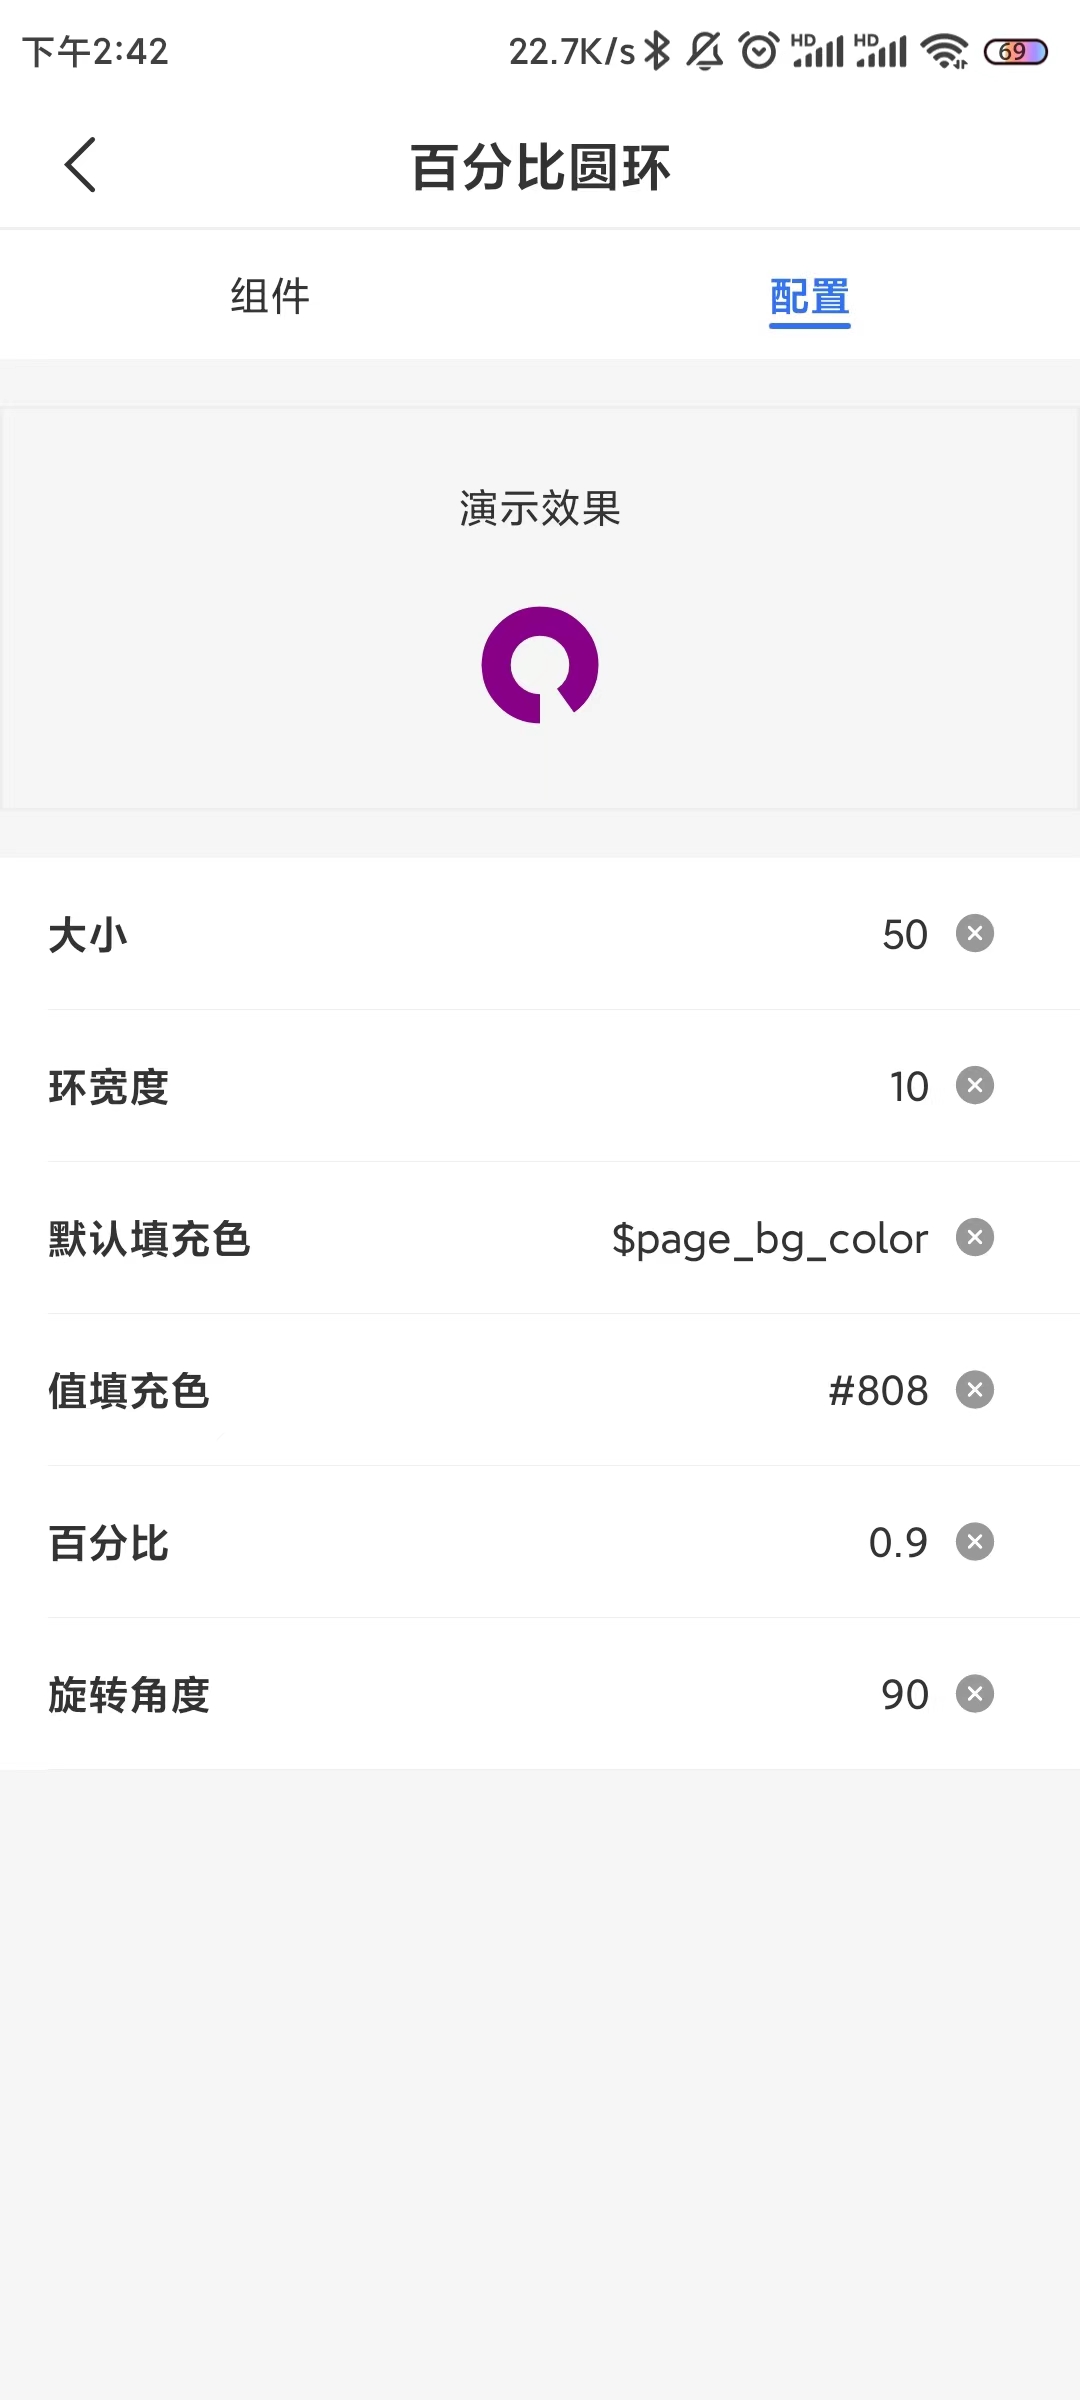 下午2:42
22.7K/s
HD HD
69
百分比圆环
组件 配置
演示效果
大小 50
环宽度 10
默认填充色 $page_bg_color
值填充色 #808
百分比 0.9
旋转角度 90